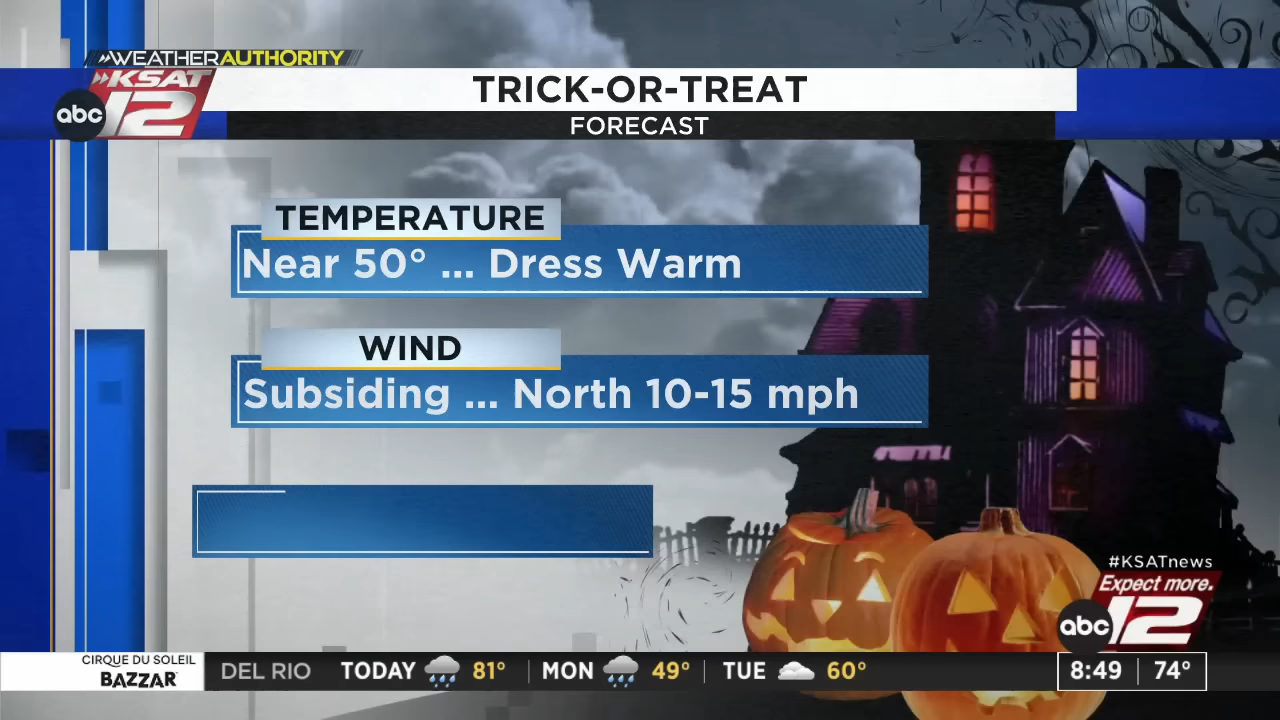 WEATHERAUTHORITY
KSAT
abc 12
TRICK-OR-TREAT
FORECAST
TEMPERATURE
Near 50° ... Dress Warm
WIND
Subsiding ... North 10-15 mph
#KSATnews
Expect more.
abc 12
CIRQUE DU SOLEIL
BAZZAR
DEL RIO TODAY 81° MON 49° TUE 60°
8:49 74°